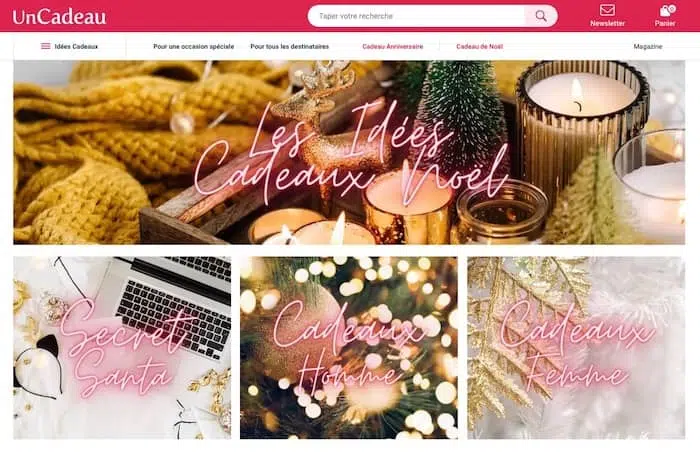 UnCadeau
Taper votre recherche
Newsletter
0
Panier
Idées Cadeaux
Pour une occasion spéciale
Pour tous les destinataires
Cadeau Anniversaire
Cadeau de Noël
Magazine
Les Idées
Cadeaux Noël
Secret
Santa
Cadeaux
Homme
Cadeaux
Femme